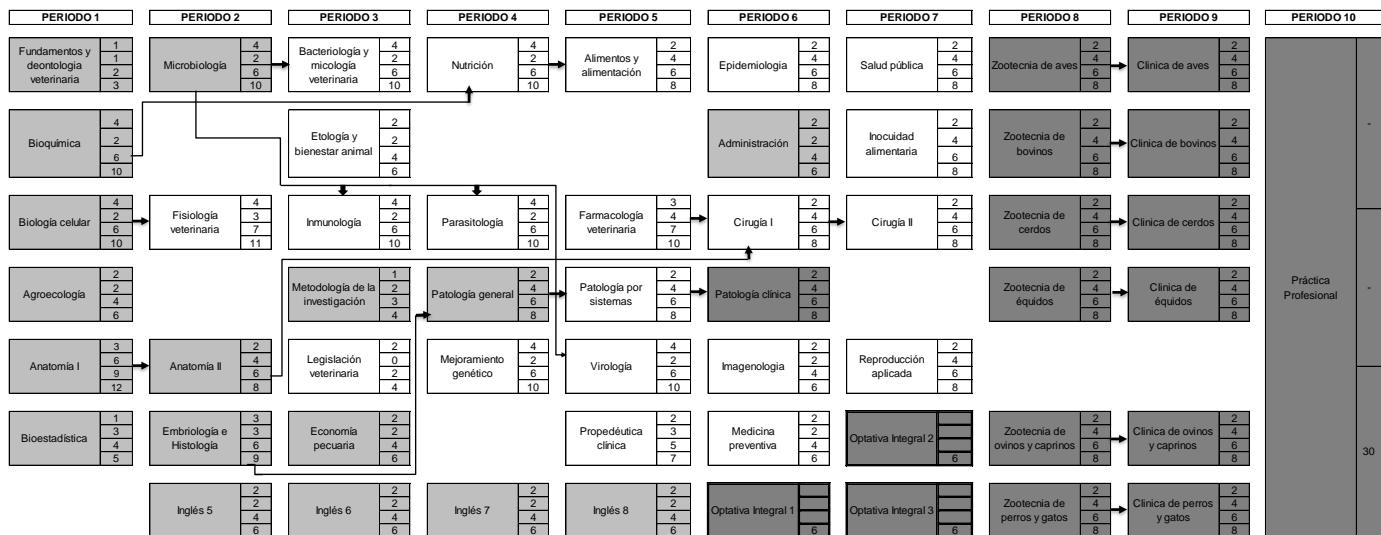 PERIODO 1 PERIODO 2 PERIODO 3 PERIODO 4 PERIODO 5 PERIODO 6 PERIODO 7 PERIODO 8 PERIODO 9 PERIODO 10
Fundamentos y
deontologia
veterinaria
1
1
2
3
Microbiología
4
2
6
10
Bacteriología y
micología
veterinaria
4
2
6
10
Nutrición
4
2
6
10
Alimentos y
alimentación
2
4
6
8
Epidemiologia
2
2
4
6
Salud pública
2
4
6
8
Zootecnia de aves
2
4
6
8
Clinica de aves
2
4
6
8
Bioquímica
4
2
6
10
Etología y
bienestar animal
2
2
4
6
Administración
2
2
4
6
Inocuidad
alimentaria
2
4
6
8
Zootecnia de
bovinos
2
4
6
8
Clinica de bovinos
2
4
6
8
Biología celular
4
2
6
10
Fisiología
veterinaria
4
3
7
11
Inmunología
4
2
6
10
Parasitología
4
2
6
10
Farmacología
veterinaria
3
4
7
10
Cirugía I
2
4
6
8
Cirugía II
2
4
6
8
Zootecnia de
cerdos
2
4
6
8
Clinica de cerdos
2
4
6
8
Agroecología
2
2
4
6
Metodología de la
investigación
1
2
3
4
Patología general
2
4
6
8
Patología por
sistemas
2
4
6
8
Patología clínica
2
4
6
8
Zootecnia de
équidos
2
4
6
8
Clinica de
équidos
2
4
6
8
Anatomía I
3
6
9
12
Anatomía II
2
4
6
8
Legislación
veterinaria
2
0
2
4
Mejoramiento
genético
4
2
6
10
Virología
4
2
6
10
Imagenologia
2
2
4
6
Reproducción
aplicada
2
4
6
8
Bioestadística
1
3
4
5
Embriología e
Histología
3
3
6
9
Economía
pecuaria
2
2
4
6
Propedéutica
clínica
2
3
5
7
Medicina
preventiva
2
2
4
6
Optativa Integral 2
6
Zootecnia de
ovinos y caprinos
2
4
6
8
Clinica de ovinos
y caprinos
2
4
6
8
Inglés 5
2
2
4
6
Inglés 6
2
2
4
6
Inglés 7
2
2
4
6
Inglés 8
2
2
4
6
Optativa Integral 1
6
Optativa Integral 3
6
Zootecnia de
perros y gatos
2
4
6
8
Clinica de perros
y gatos
2
4
6
8
Práctica
Profesional
-
-
30